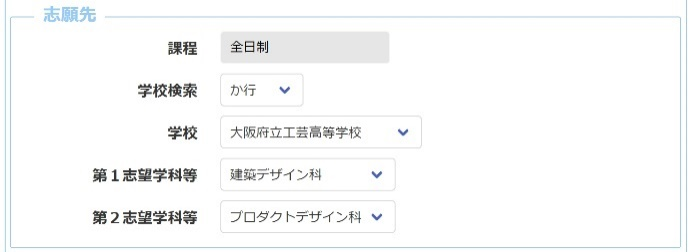 志願先
課程 全日制
学校検索 か行
学校 大阪府立工芸高等学校
第１志望学科等 建築デザイン科
第２志望学科等 プロダクトデザイン科